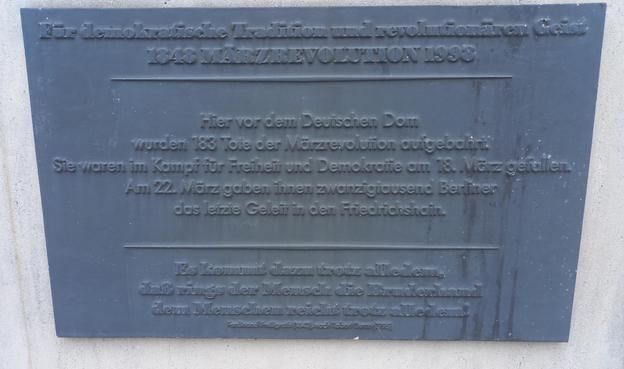 Für demokratische Tradition und revolutionären Geist
1848 MÄRZREVOLUTION 1998
Hier vor dem Deutschen Dom
wurden 183 Tote der Märzrevolution aufgebahrt.
Sie waren im Kampf für Freiheit und Demokratie am 18. März gefallen.
Am 22. März gaben ihnen zwanzigtausend Berliner
das letzte Geleit in den Friedrichshain.
Es kommt dazu trotz alledem,
daß rings der Mensch die Bruderhand
dem Menschen reicht trotz alledem!